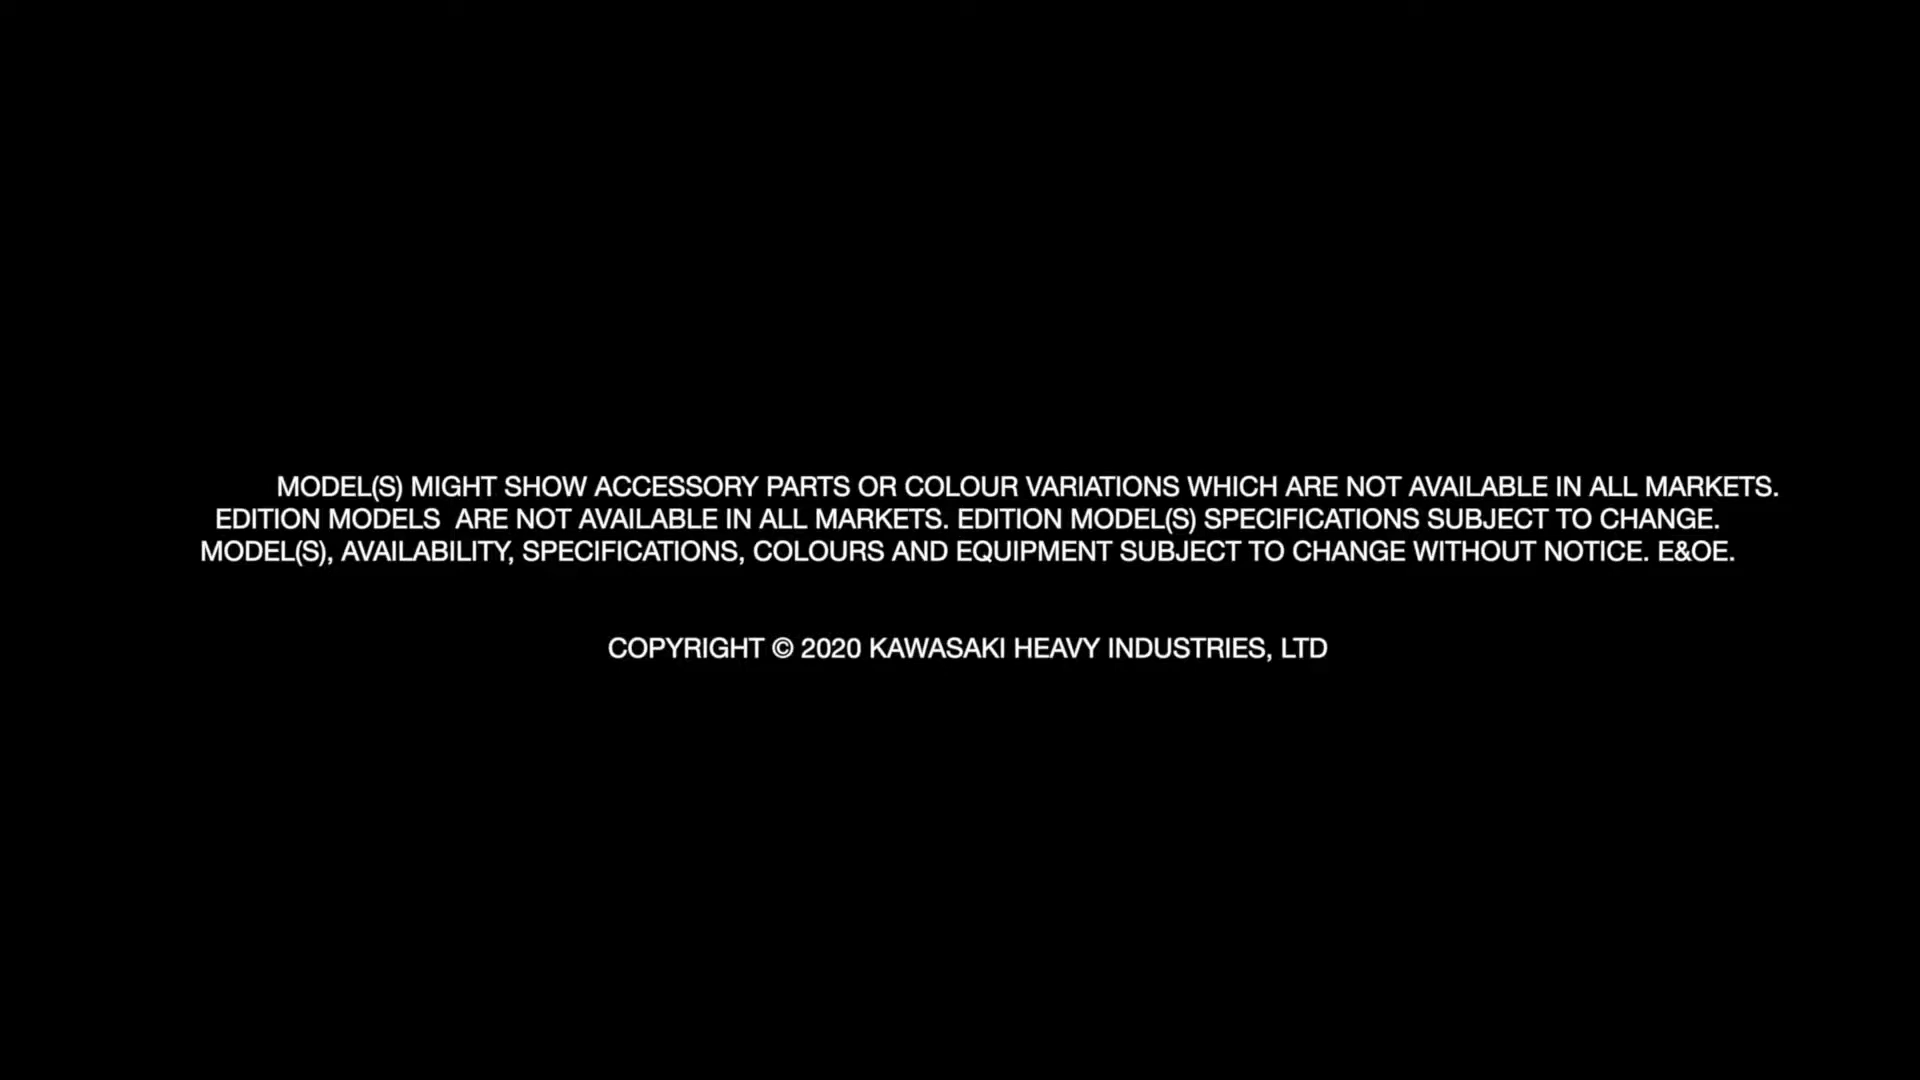 MODEL(S) MIGHT SHOW ACCESSORY PARTS OR COLOUR VARIATIONS WHICH ARE NOT AVAILABLE IN ALL MARKETS.
EDITION MODELS  ARE NOT AVAILABLE IN ALL MARKETS. EDITION MODEL(S) SPECIFICATIONS SUBJECT TO CHANGE.
MODEL(S), AVAILABILITY, SPECIFICATIONS, COLOURS AND EQUIPMENT SUBJECT TO CHANGE WITHOUT NOTICE. E&OE.
COPYRIGHT © 2020 KAWASAKI HEAVY INDUSTRIES, LTD